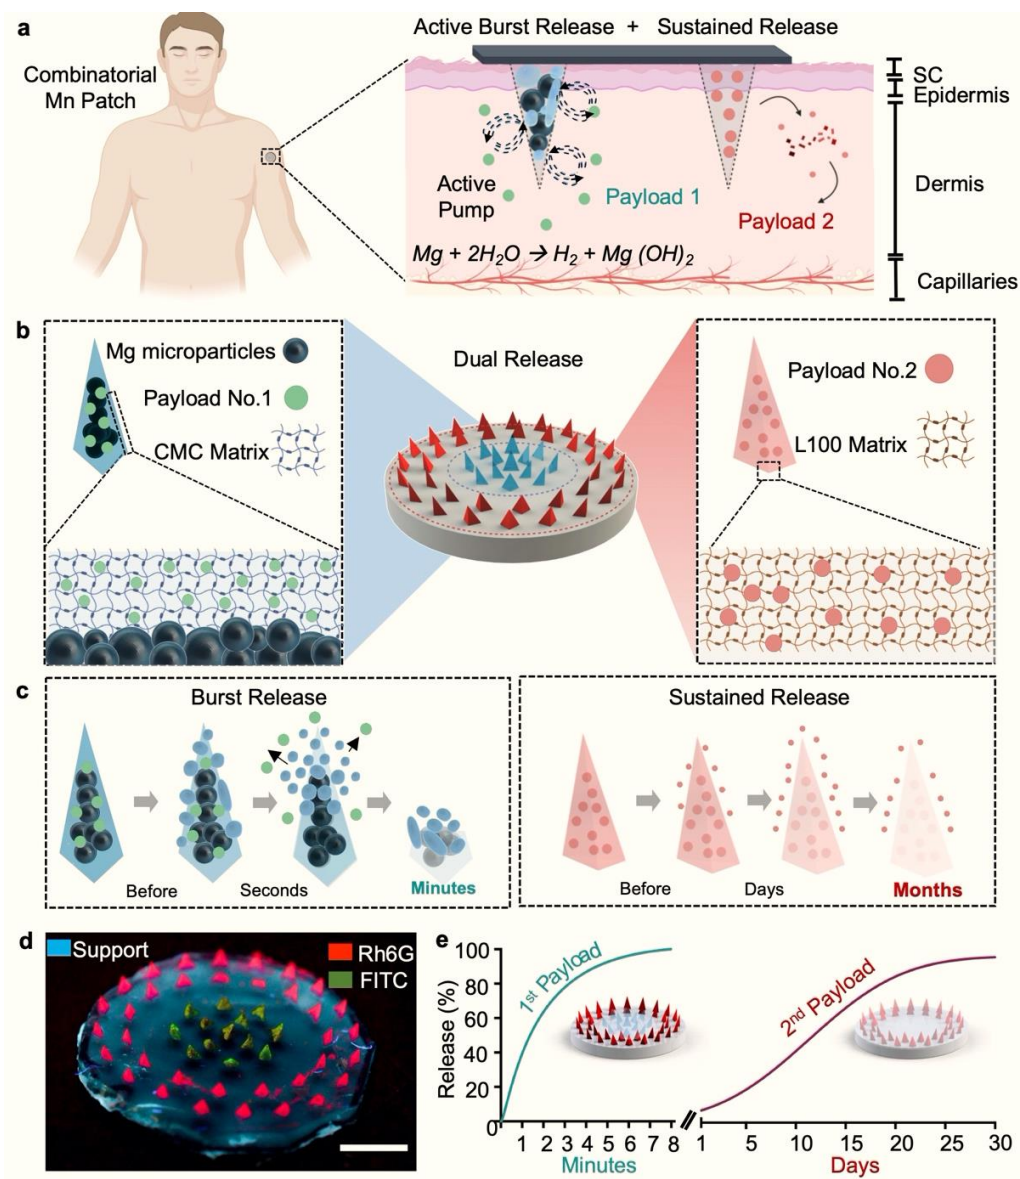 a
Active Burst Release + Sustained Release
Combinatorial
Mn Patch
SC
Epidermis
Dermis
Capillaries
Active
Pump
Payload 1
Payload 2
Mg + 2H₂O → H₂ + Mg (OH)₂
b
Mg microparticles
Payload No.1
CMC Matrix
Dual Release
Payload No.2
L100 Matrix
c
Burst Release
Before
Seconds
Minutes
Sustained Release
Before
Days
Months
d
Support
Rh6G
FITC
e
Release (%)
100
80
60
40
20
0
1st Payload
2nd Payload
1 2 3 4 5 6 7 8
Minutes
1 5 10 15 20 25 30
Days